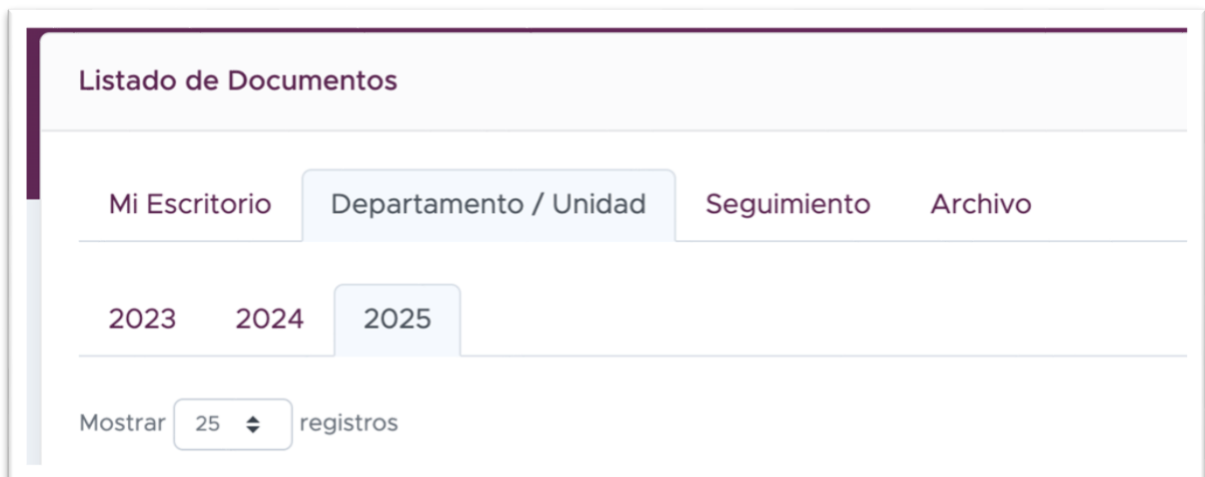 Listado de Documentos
Mi Escritorio Departamento / Unidad Seguimiento Archivo
2023 2024 2025
Mostrar 25 registros